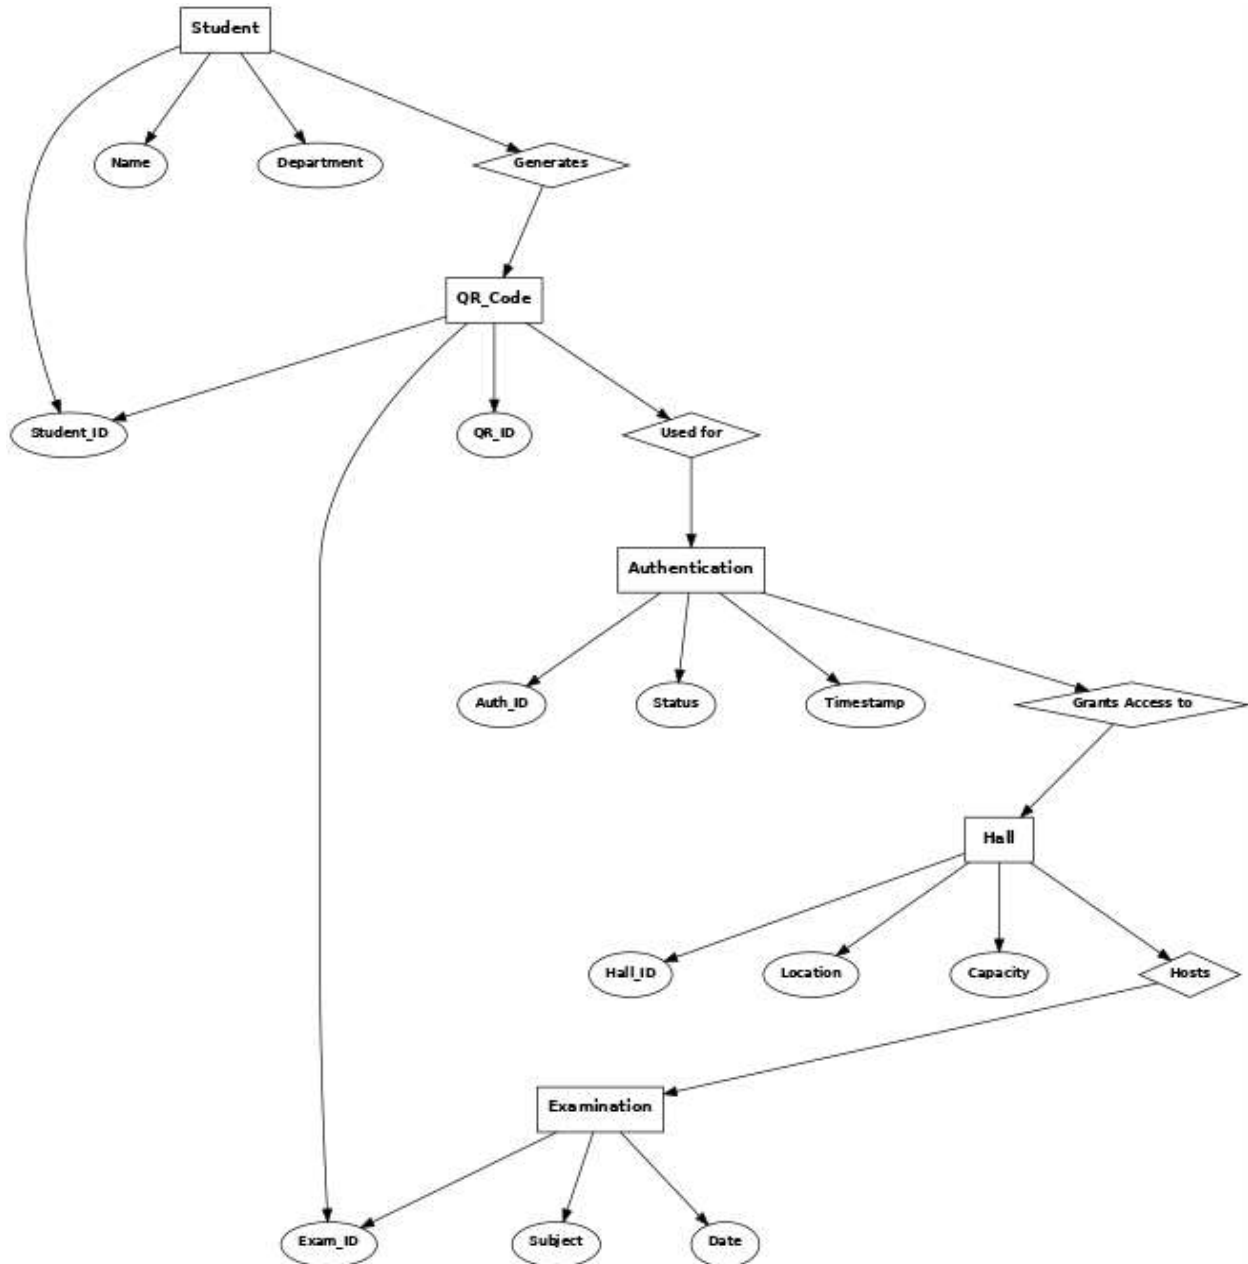 Student
Name
Department
Generates
QR_Code
Student_ID
QR_ID
Used for
Authentication
Auth_ID
Status
Timestamp
Grants Access to
Hall
Hall_ID
Location
Capacity
Hosts
Examination
Exam_ID
Subject
Date